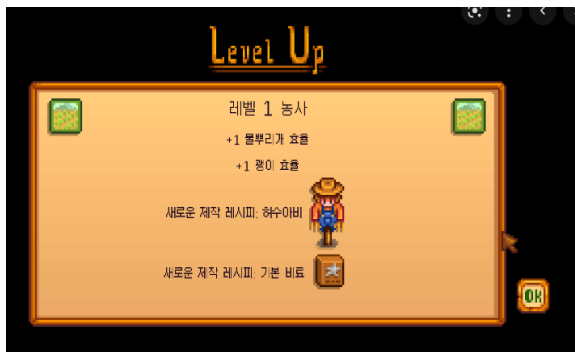 Level Up
레벨 1 농사
+1 물뿌리개 효율
+1 괭이 효율
새로운 제작 레시피: 허수아비
새로운 제작 레시피: 기본 비료
OK